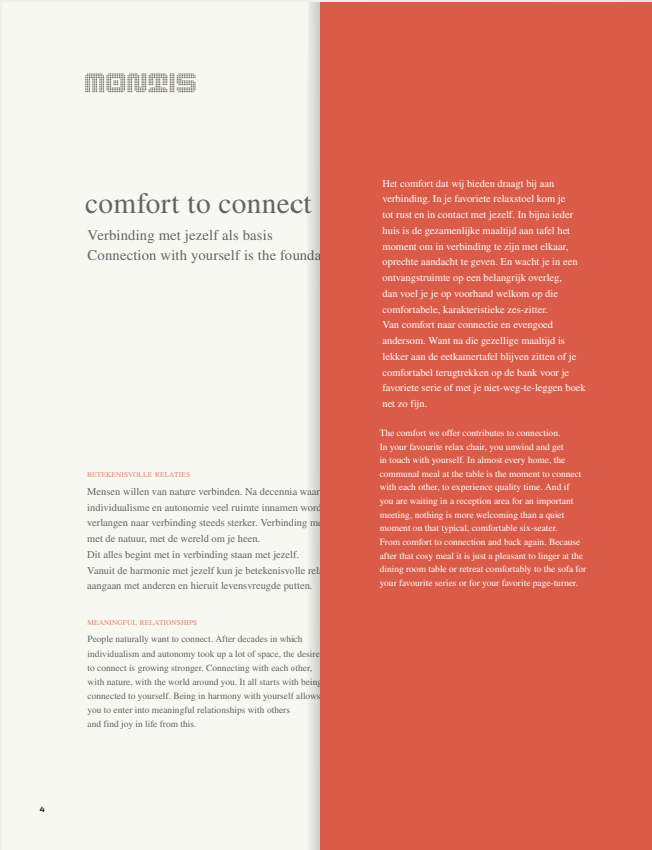 montis
comfort to connect
Verbinding met jezelf als basis
Connection with yourself is the founda
BETEKENISVOLLE RELATIES
Mensen willen van nature verbinden. Na decennia waar
individualisme en autonomie veel ruimte innamen word
verlangen naar verbinding steeds sterker. Verbinding me
met de natuur, met de wereld om je heen.
Dit alles begint met in verbinding staan met jezelf.
Vanuit de harmonie met jezelf kun je betekenisvolle rela
aangaan met anderen en hieruit levensvreugde putten.
MEANINGFUL RELATIONSHIPS
People naturally want to connect. After decades in which
individualism and autonomy took up a lot of space, the desire
to connect is growing stronger. Connecting with each other,
with nature, with the world around you. It all starts with being
connected to yourself. Being in harmony with yourself allows
you to enter into meaningful relationships with others
and find joy in life from this.
4
Het comfort dat wij bieden draagt bij aan
verbinding. In je favoriete relaxstoel kom je
tot rust en in contact met jezelf. In bijna ieder
huis is de gezamenlijke maaltijd aan tafel het
moment om in verbinding te zijn met elkaar,
oprechte aandacht te geven. En wacht je in een
ontvangstruimte op een belangrijk overleg,
dan voel je je op voorhand welkom op die
comfortabele, karakteristieke zes-zitter.
Van comfort naar connectie en evengoed
andersom. Want na die gezellige maaltijd is
lekker aan de eetkamertafel blijven zitten of je
comfortabel terugtrekken op de bank voor je
favoriete serie of met je niet-weg-te-leggen boek
net zo fijn.
The comfort we offer contributes to connection.
In your favourite relax chair, you unwind and get
in touch with yourself. In almost every home, the
communal meal at the table is the moment to connect
with each other, to experience quality time. And if
you are waiting in a reception area for an important
meeting, nothing is more welcoming than a quiet
moment on that typical, comfortable six-seater.
From comfort to connection and back again. Because
after that cosy meal it is just a pleasant to linger at the
dining room table or retreat comfortably to the sofa for
your favourite series or for your favorite page-turner.